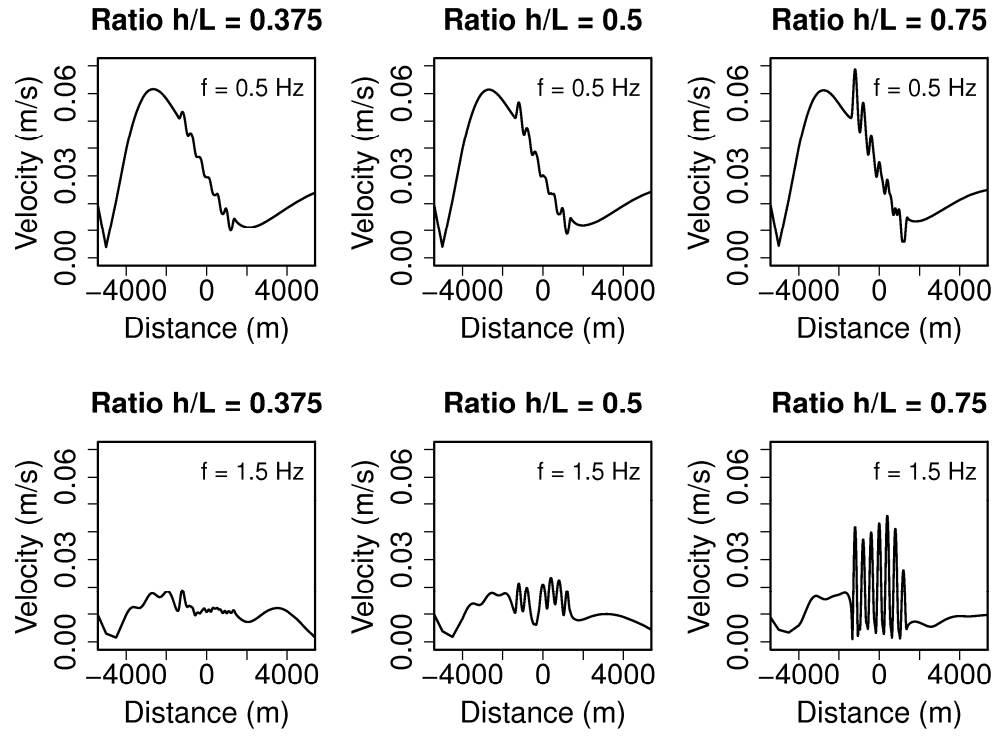 Ratio h/L = 0.375
Ratio h/L = 0.5
Ratio h/L = 0.75
f = 0.5 Hz
f = 0.5 Hz
f = 0.5 Hz
Velocity (m/s)
0.00 0.03 0.06
Velocity (m/s)
0.00 0.03 0.06
Velocity (m/s)
0.00 0.03 0.06
−4000 0 4000
−4000 0 4000
−4000 0 4000
Distance (m)
Distance (m)
Distance (m)
Ratio h/L = 0.375
Ratio h/L = 0.5
Ratio h/L = 0.75
f = 1.5 Hz
f = 1.5 Hz
f = 1.5 Hz
Velocity (m/s)
0.00 0.03 0.06
Velocity (m/s)
0.00 0.03 0.06
Velocity (m/s)
0.00 0.03 0.06
−4000 0 4000
−4000 0 4000
−4000 0 4000
Distance (m)
Distance (m)
Distance (m)